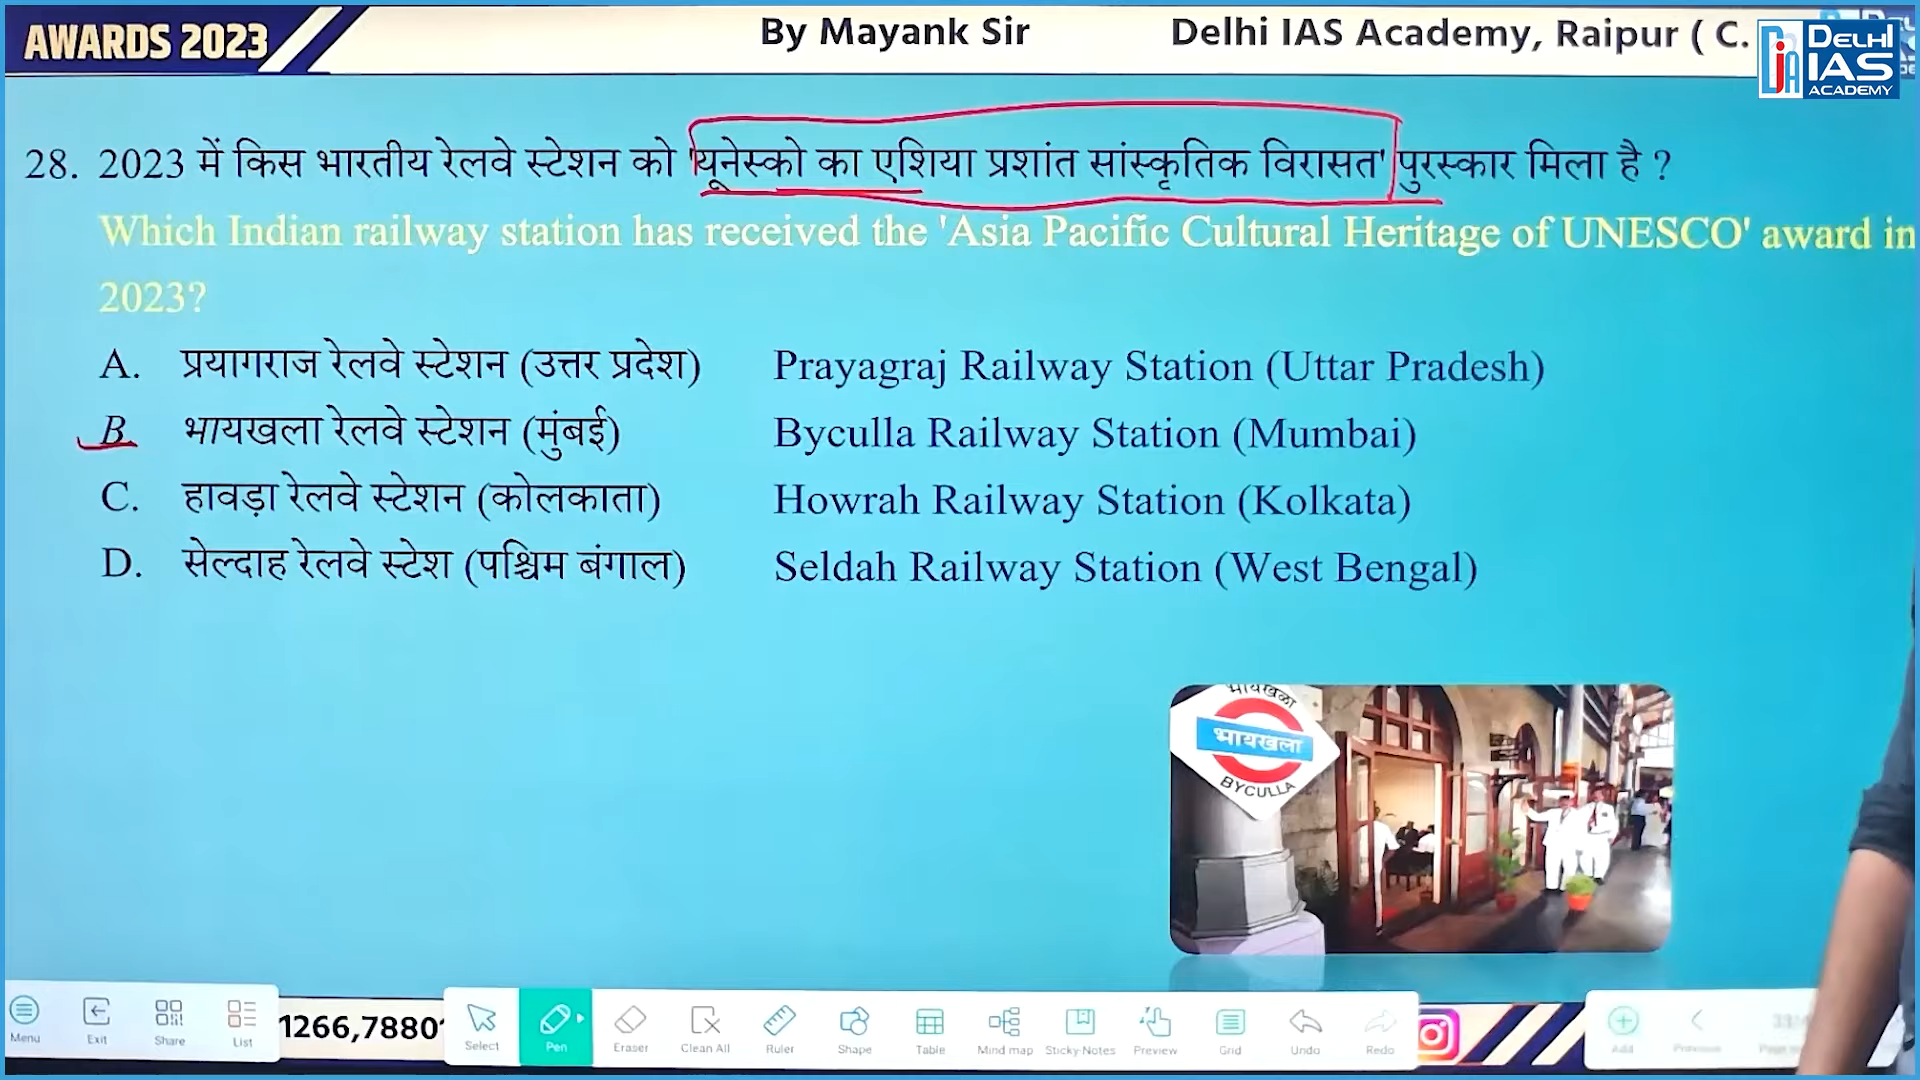 AWARDS 2023
By Mayank Sir
Delhi IAS Academy, Raipur ( C.
DELHI IAS ACADEMY
28. 2023 में किस भारतीय रेलवे स्टेशन को 'यूनेस्को का एशिया प्रशांत सांस्कृतिक विरासत' पुरस्कार मिला है ?
Which Indian railway station has received the 'Asia Pacific Cultural Heritage of UNESCO' award in
2023?
A. प्रयागराज रेलवे स्टेशन (उत्तर प्रदेश) Prayagraj Railway Station (Uttar Pradesh)
B. भायखला रेलवे स्टेशन (मुंबई) Byculla Railway Station (Mumbai)
C. हावड़ा रेलवे स्टेशन (कोलकाता) Howrah Railway Station (Kolkata)
D. सेल्दाह रेलवे स्टेश (पश्चिम बंगाल) Seldah Railway Station (West Bengal)
भायखळा
भायखला
BYCULLA
Menu Exit Share List
1266,7880
Select Pen Eraser Clean All Ruler Shape Table Mind map Sticky Notes Preview Grid Undo Redo
Add Previous